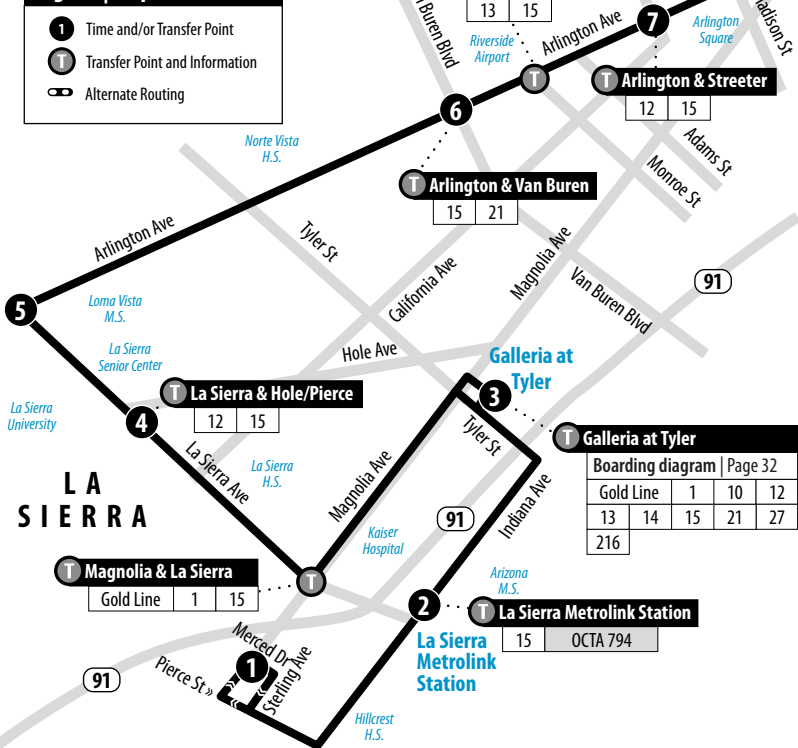 1 Time and/or Transfer Point
T Transfer Point and Information
Alternate Routing
13 15
Riverside
Airport
Arlington Ave
7
Arlington
Square
Buren Blvd
T
T Arlington & Streeter
12 15
6
Norte Vista
H.S.
Adams St
Monroe St
T Arlington & Van Buren
15 21
Arlington Ave
Tyler St
California Ave
Magnolia Ave
Van Buren Blvd
91
5
Loma Vista
M.S.
La Sierra
Senior Center
Hole Ave
Galleria at
Tyler
3
T La Sierra & Hole/Pierce
12 15
La Sierra
University
4
Tyler St
T Galleria at Tyler
Boarding diagram | Page 32
Gold Line 1 10 12
13 14 15 21 27
216
La Sierra Ave
La Sierra
H.S.
Magnolia Ave
LA
SIERRA
91
Indiana Ave
Kaiser
Hospital
T Magnolia & La Sierra
Gold Line 1 15
T
Arizona
M.S.
2
T La Sierra Metrolink Station
15 OCTA 794
La Sierra
Metrolink
Station
Merced Dr
1
Sterling Ave
Pierce St »
91
Hillcrest
H.S.